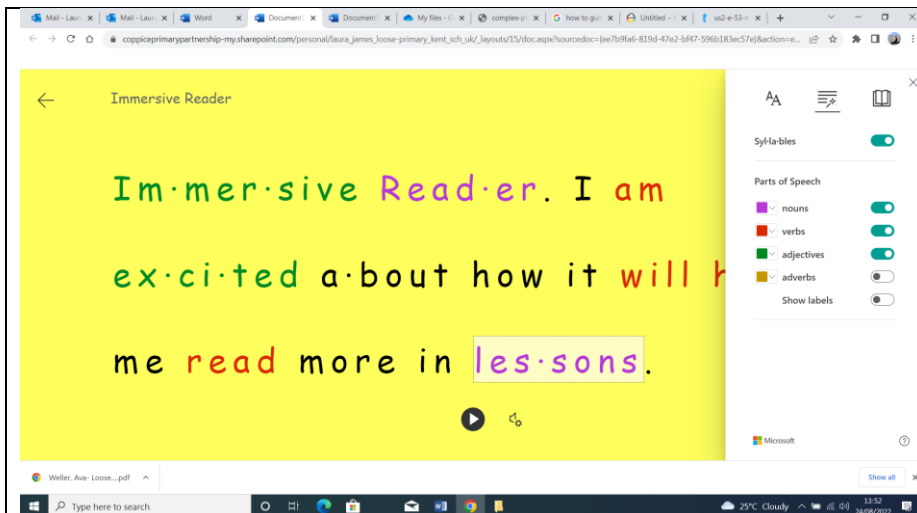 Mail - Laur
Mail - Laur
Word
Document
Document
My files - O
complex pl
how to gui
Untitled -
us2-e-53-n
coppiceprimarypartnership-my.sharepoint.com/personal/laura_james_loose-primary_kent_sch_uk/_layouts/15/doc.aspx?sourcedoc={ee7b9fa6-819d-47e2-bf47-596b183ec57e}&action=e...
Immersive Reader
Im·mer·sive Read·er. I am
ex·ci·ted a·bout how it will h
me read more in les·sons.
Syl·la·bles
Parts of Speech
nouns
verbs
adjectives
adverbs
Show labels
Microsoft
Weller, Ava- Loose....pdf
Show all
Type here to search
25°C Cloudy
13:52
24/08/2022